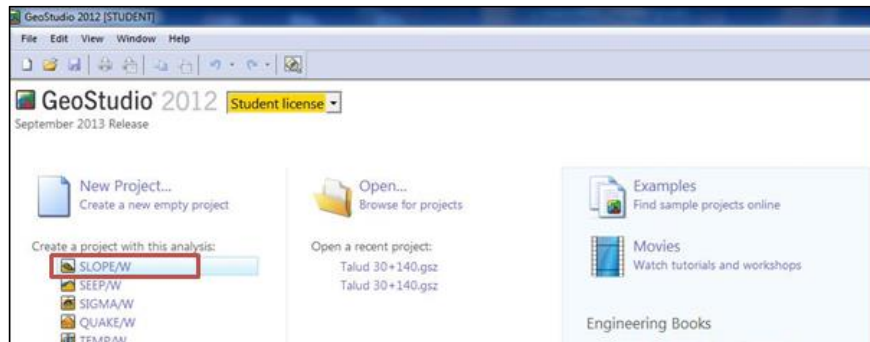 GeoStudio 2012 [STUDENT]
File Edit View Window Help
GeoStudio® 2012 Student license
September 2013 Release
New Project...
Create a new empty project
Create a project with this analysis:
SLOPE/W
SEEP/W
SIGMA/W
QUAKE/W
TEMP/W
Open...
Browse for projects
Open a recent project:
Talud 30+140.gsz
Talud 30+140.gsz
Examples
Find sample projects online
Movies
Watch tutorials and workshops
Engineering Books